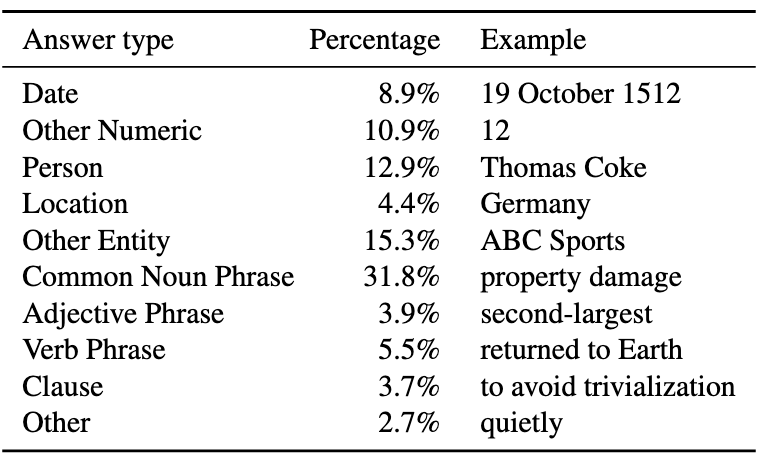 Answer type Percentage Example
Date 8.9% 19 October 1512
Other Numeric 10.9% 12
Person 12.9% Thomas Coke
Location 4.4% Germany
Other Entity 15.3% ABC Sports
Common Noun Phrase 31.8% property damage
Adjective Phrase 3.9% second-largest
Verb Phrase 5.5% returned to Earth
Clause 3.7% to avoid trivialization
Other 2.7% quietly